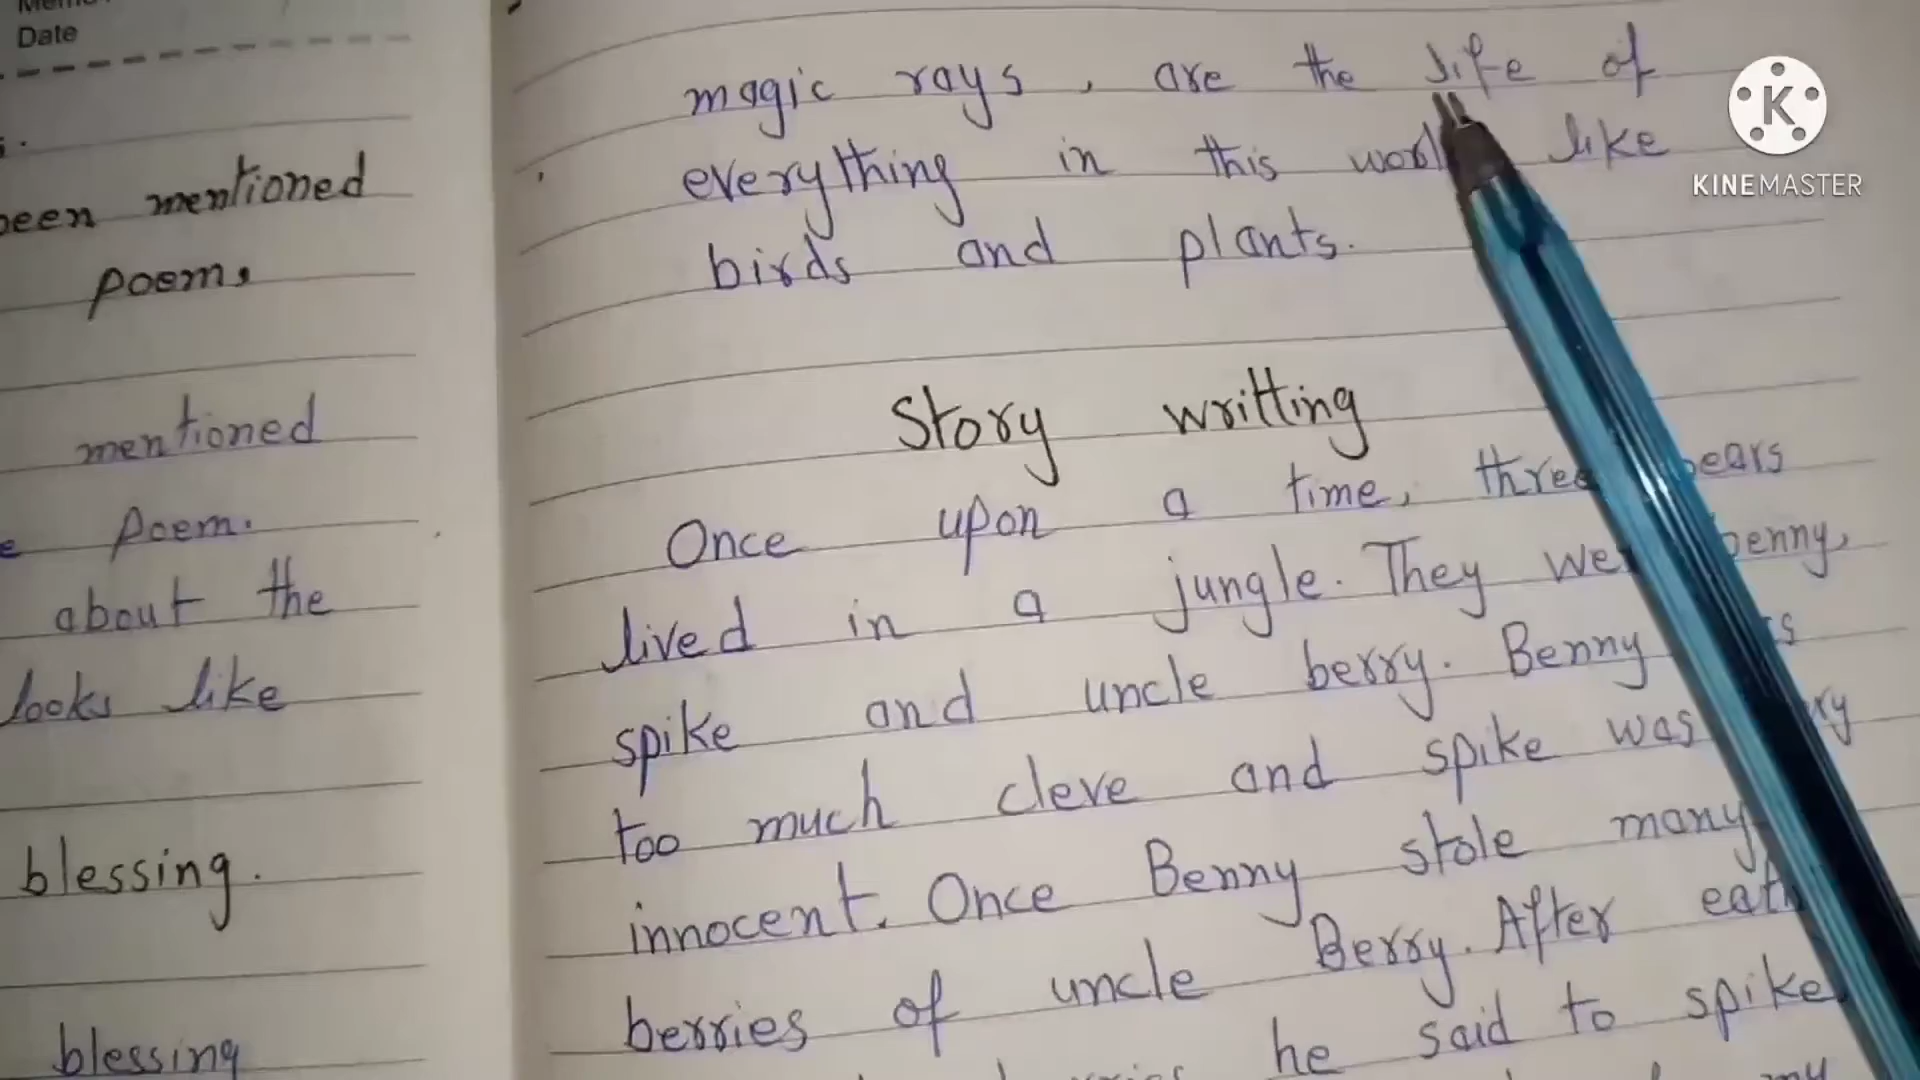 Date
been mentioned
poem,
mentioned
poem.
about the
looks like
blessing.
blessing
magic rays, are the life of
everything in this world like
birds and plants.
Story writting
Once upon a time, three bears
lived in a jungle. They were benny,
spike and uncle berry. Benny
too much cleve and spike was
innocent. Once Benny stole many
berries of uncle Berry. After
he said to spike
my
KINEMASTER